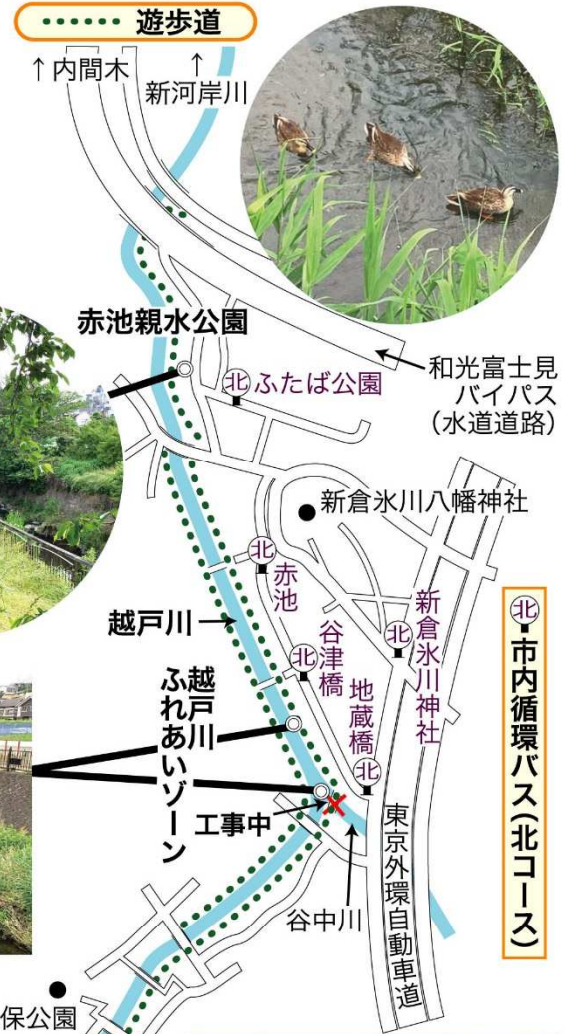 遊歩道
↑内間木
↑
新河岸川
赤池親水公園
北 ふたば公園
和光富士見
バイパス
(水道道路)
新倉氷川八幡神社
北
赤池
越戸川
北
谷津橋
北
新倉氷川神社
地蔵橋
北
越戸川
ふれあいゾーン
工事中
谷中川
東京外環自動車道
北 市内循環バス(北コース)
保公園